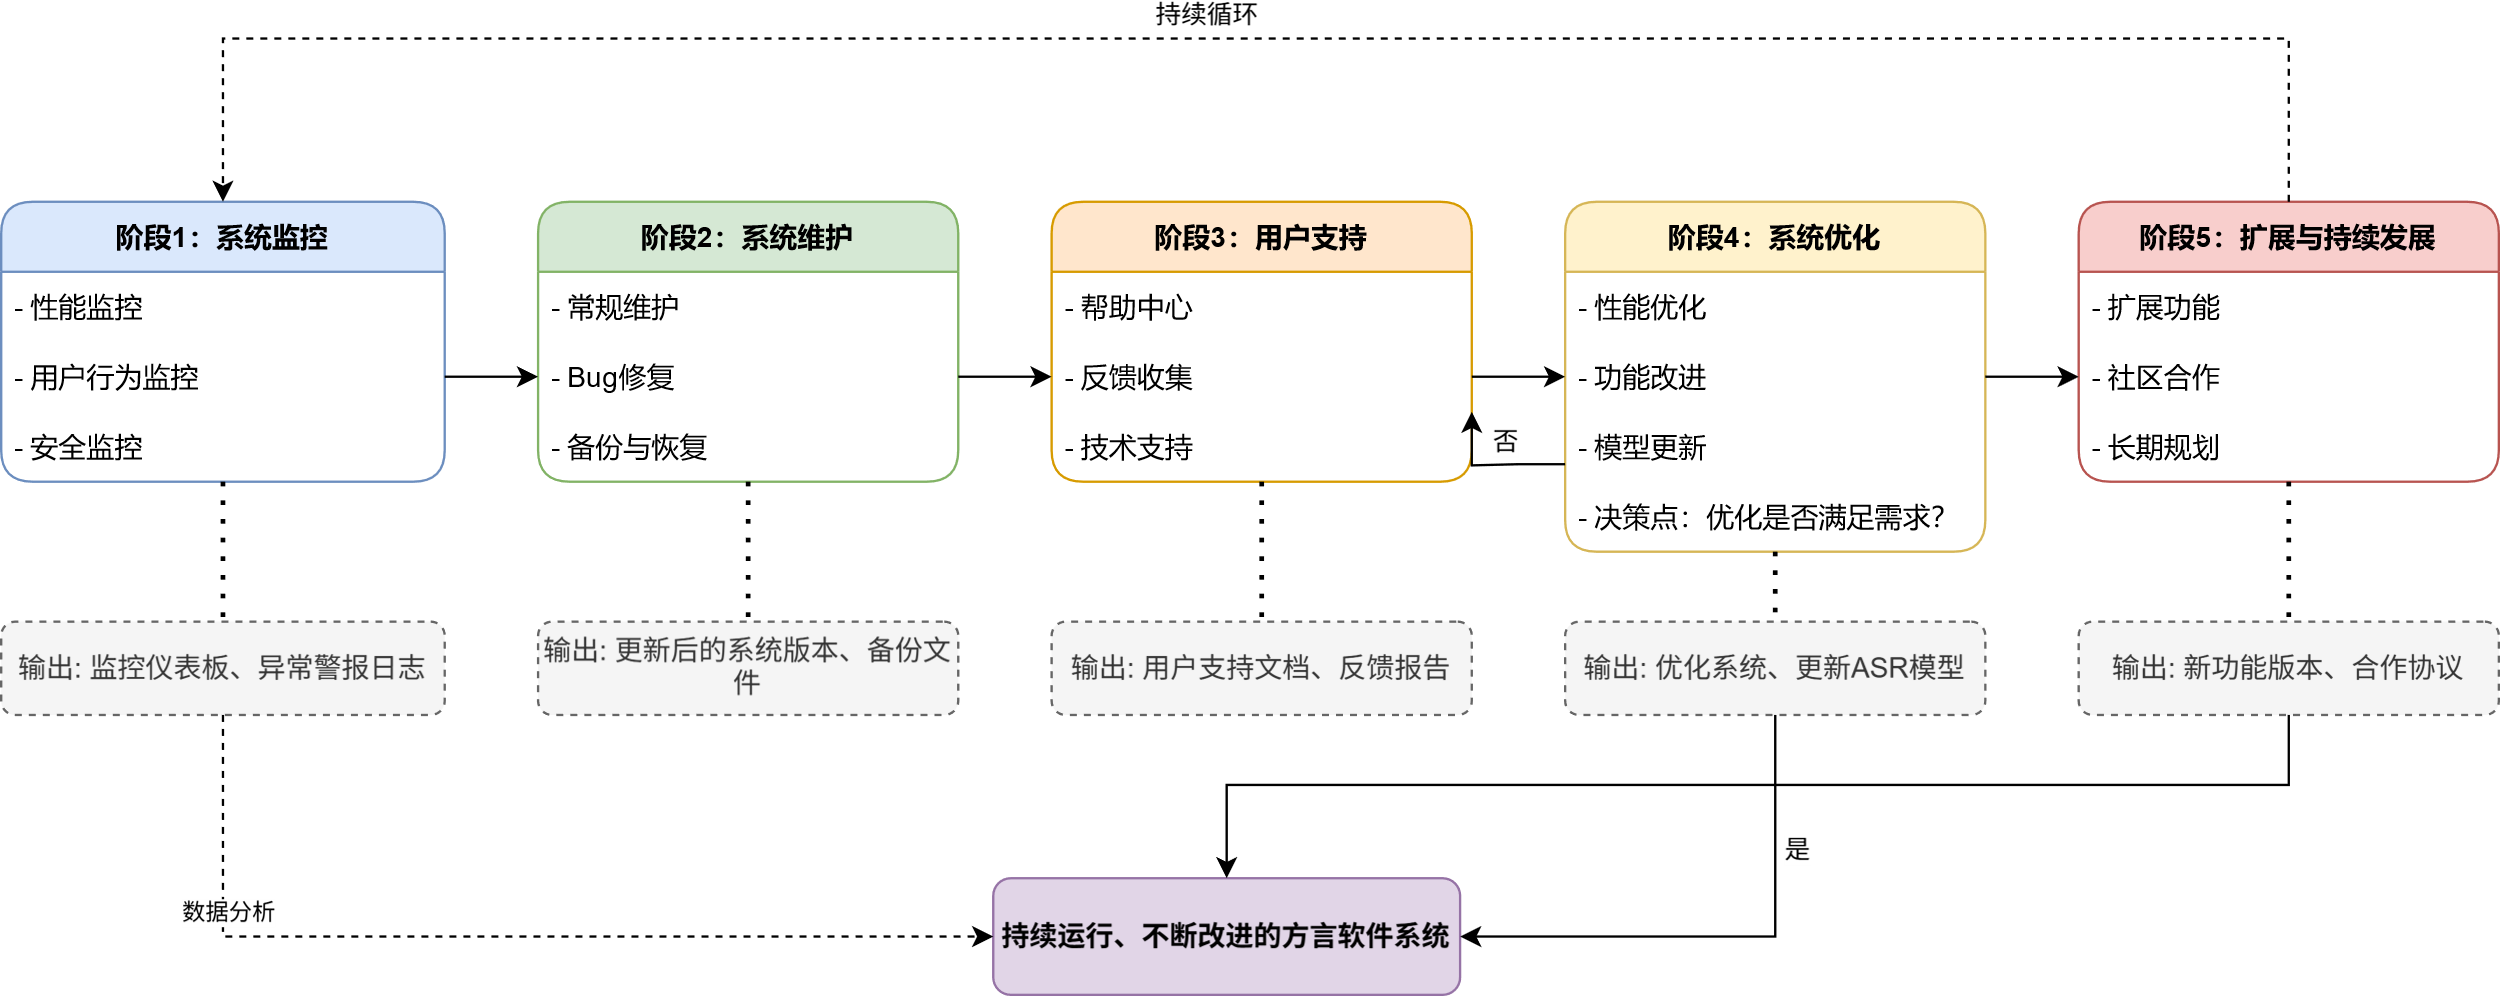 持续循环
阶段1：系统监控
- 性能监控
- 用户行为监控
- 安全监控
阶段2：系统维护
- 常规维护
- Bug修复
- 备份与恢复
阶段3：用户支持
- 帮助中心
- 反馈收集
- 技术支持
否
阶段4：系统优化
- 性能优化
- 功能改进
- 模型更新
- 决策点：优化是否满足需求？
阶段5：扩展与持续发展
- 扩展功能
- 社区合作
- 长期规划
输出: 监控仪表板、异常警报日志
输出: 更新后的系统版本、备份文
件
输出: 用户支持文档、反馈报告
输出: 优化系统、更新ASR模型
输出: 新功能版本、合作协议
是
数据分析
持续运行、不断改进的方言软件系统